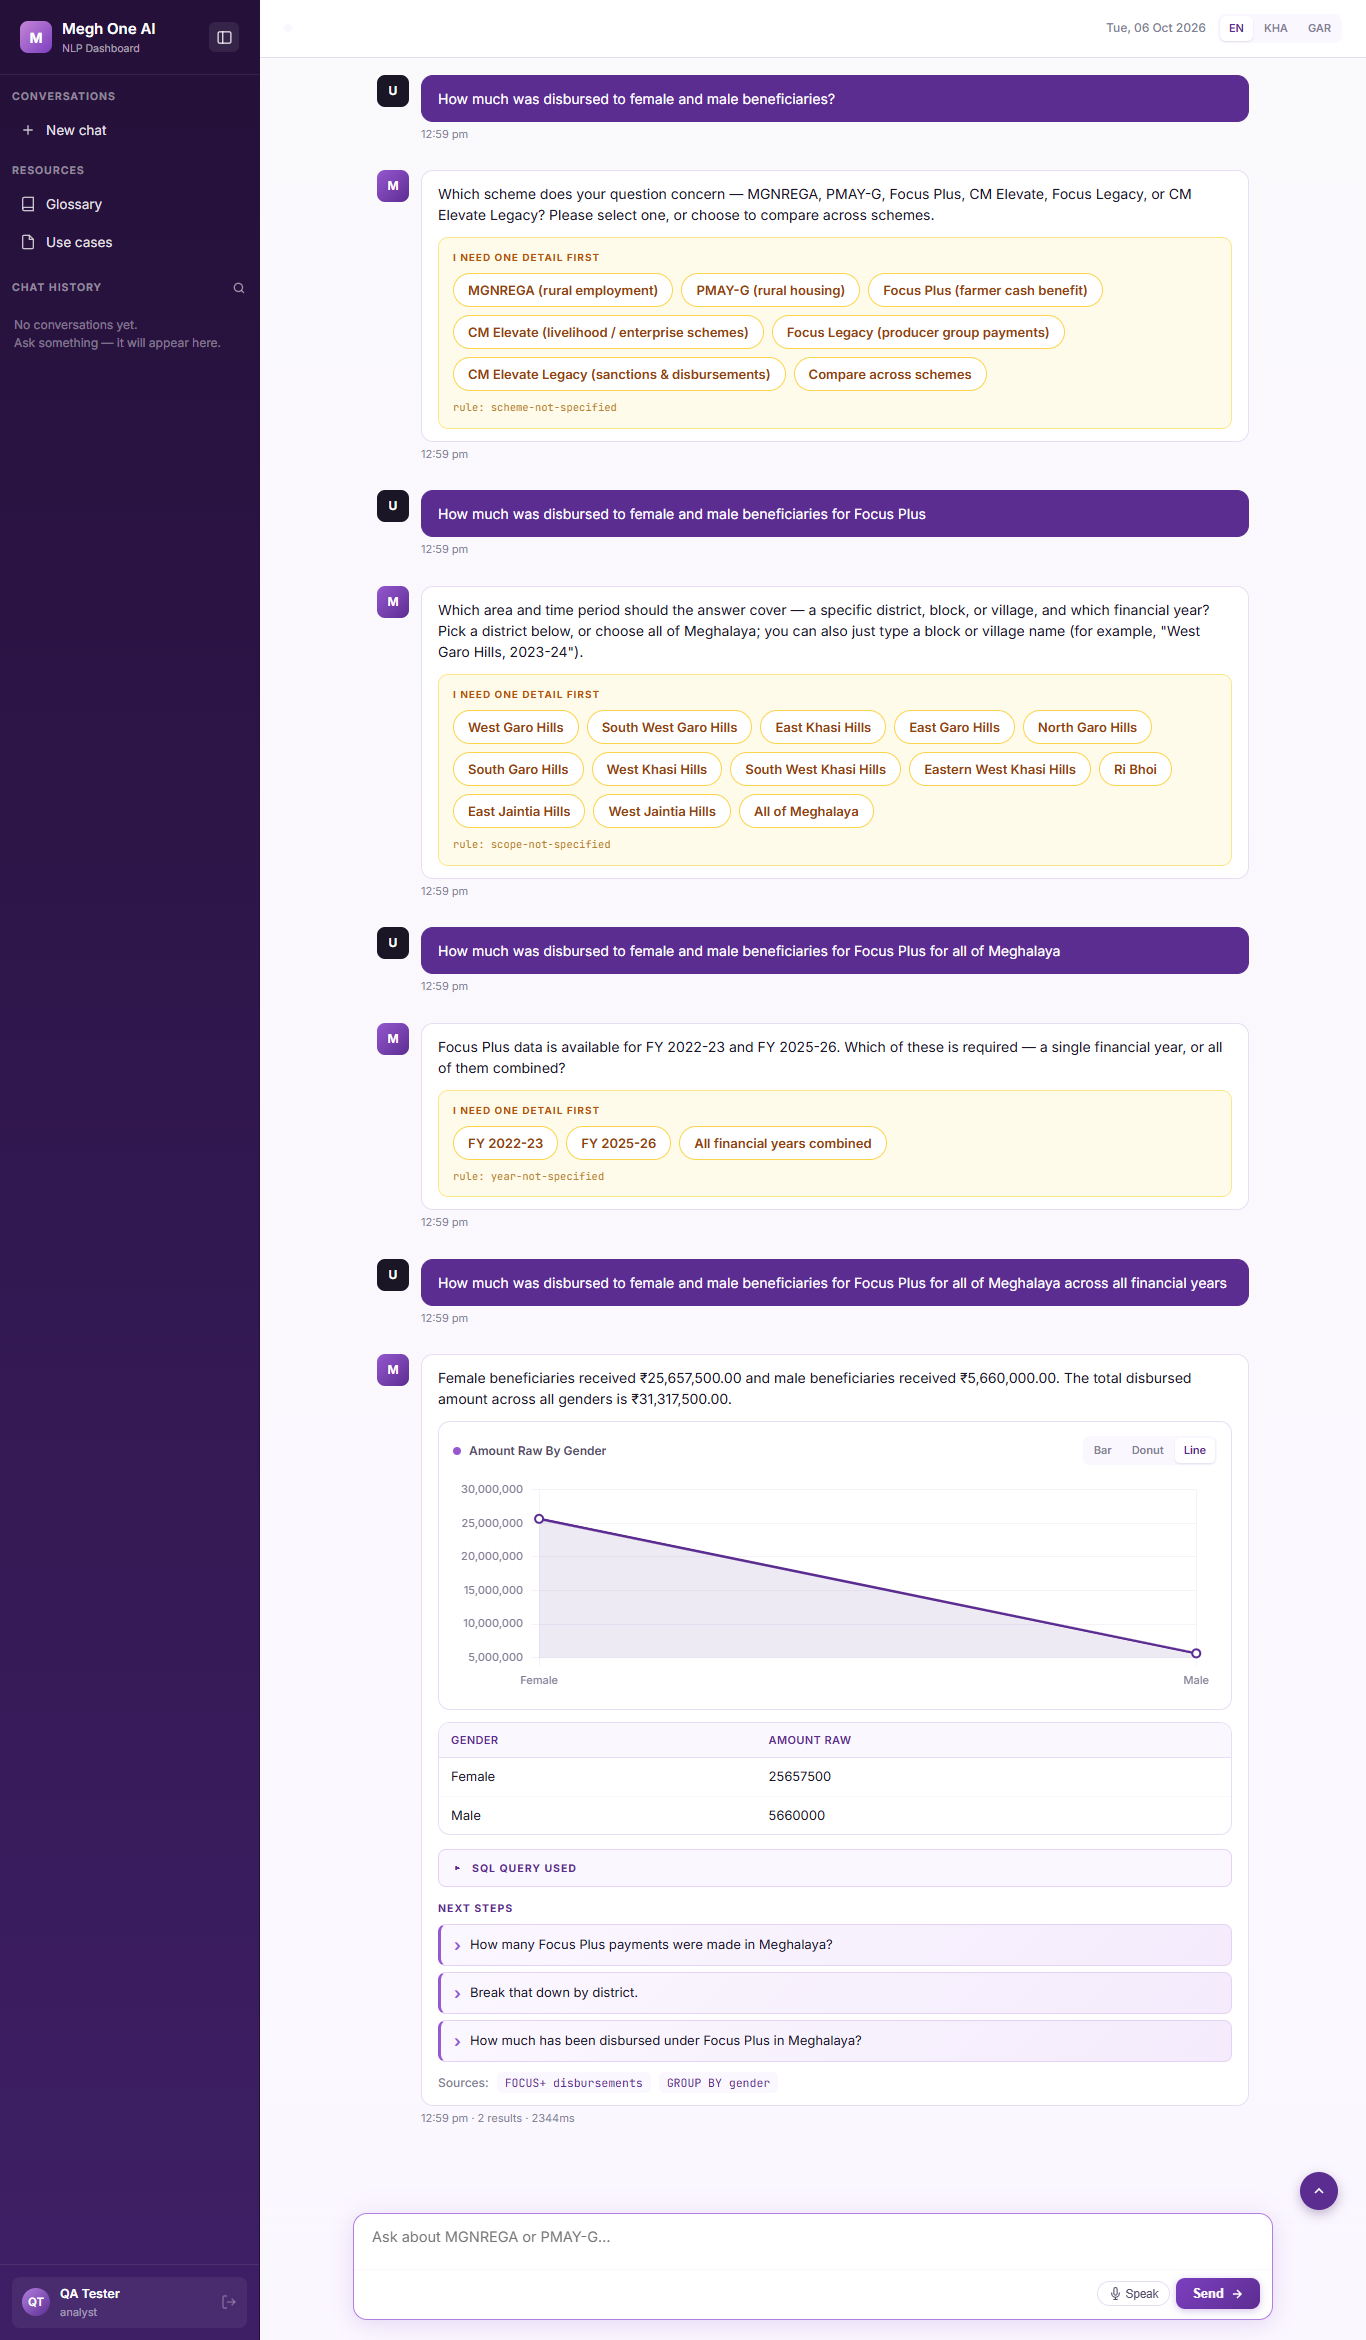 M
Megh One AI
NLP Dashboard
CONVERSATIONS
+ New chat
RESOURCES
Glossary
Use cases
CHAT HISTORY
No conversations yet.
Ask something — it will appear here.
QT
QA Tester
analyst
Tue, 06 Oct 2026
EN KHA GAR
U
How much was disbursed to female and male beneficiaries?
12:59 pm
M
Which scheme does your question concern — MGNREGA, PMAY-G, Focus Plus, CM Elevate, Focus Legacy, or CM
Elevate Legacy? Please select one, or choose to compare across schemes.
I NEED ONE DETAIL FIRST
MGNREGA (rural employment) PMAY-G (rural housing) Focus Plus (farmer cash benefit)
CM Elevate (livelihood / enterprise schemes) Focus Legacy (producer group payments)
CM Elevate Legacy (sanctions & disbursements) Compare across schemes
rule: scheme-not-specified
12:59 pm
U
How much was disbursed to female and male beneficiaries for Focus Plus
12:59 pm
M
Which area and time period should the answer cover — a specific district, block, or village, and which financial year?
Pick a district below, or choose all of Meghalaya; you can also just type a block or village name (for example, "West
Garo Hills, 2023-24").
I NEED ONE DETAIL FIRST
West Garo Hills South West Garo Hills East Khasi Hills East Garo Hills North Garo Hills
South Garo Hills West Khasi Hills South West Khasi Hills Eastern West Khasi Hills Ri Bhoi
East Jaintia Hills West Jaintia Hills All of Meghalaya
rule: scope-not-specified
12:59 pm
U
How much was disbursed to female and male beneficiaries for Focus Plus for all of Meghalaya
12:59 pm
M
Focus Plus data is available for FY 2022-23 and FY 2025-26. Which of these is required — a single financial year, or all
of them combined?
I NEED ONE DETAIL FIRST
FY 2022-23 FY 2025-26 All financial years combined
rule: year-not-specified
12:59 pm
U
How much was disbursed to female and male beneficiaries for Focus Plus for all of Meghalaya across all financial years
12:59 pm
M
Female beneficiaries received ₹25,657,500.00 and male beneficiaries received ₹5,660,000.00. The total disbursed
amount across all genders is ₹31,317,500.00.
Amount Raw By Gender
Bar Donut Line
30,000,000
25,000,000
20,000,000
15,000,000
10,000,000
5,000,000
Female Male
GENDER AMOUNT RAW
Female 25657500
Male 5660000
SQL QUERY USED
NEXT STEPS
How many Focus Plus payments were made in Meghalaya?
Break that down by district.
How much has been disbursed under Focus Plus in Meghalaya?
Sources: FOCUS+ disbursements GROUP BY gender
12:59 pm · 2 results · 2344ms
Ask about MGNREGA or PMAY-G...
Speak
Send →